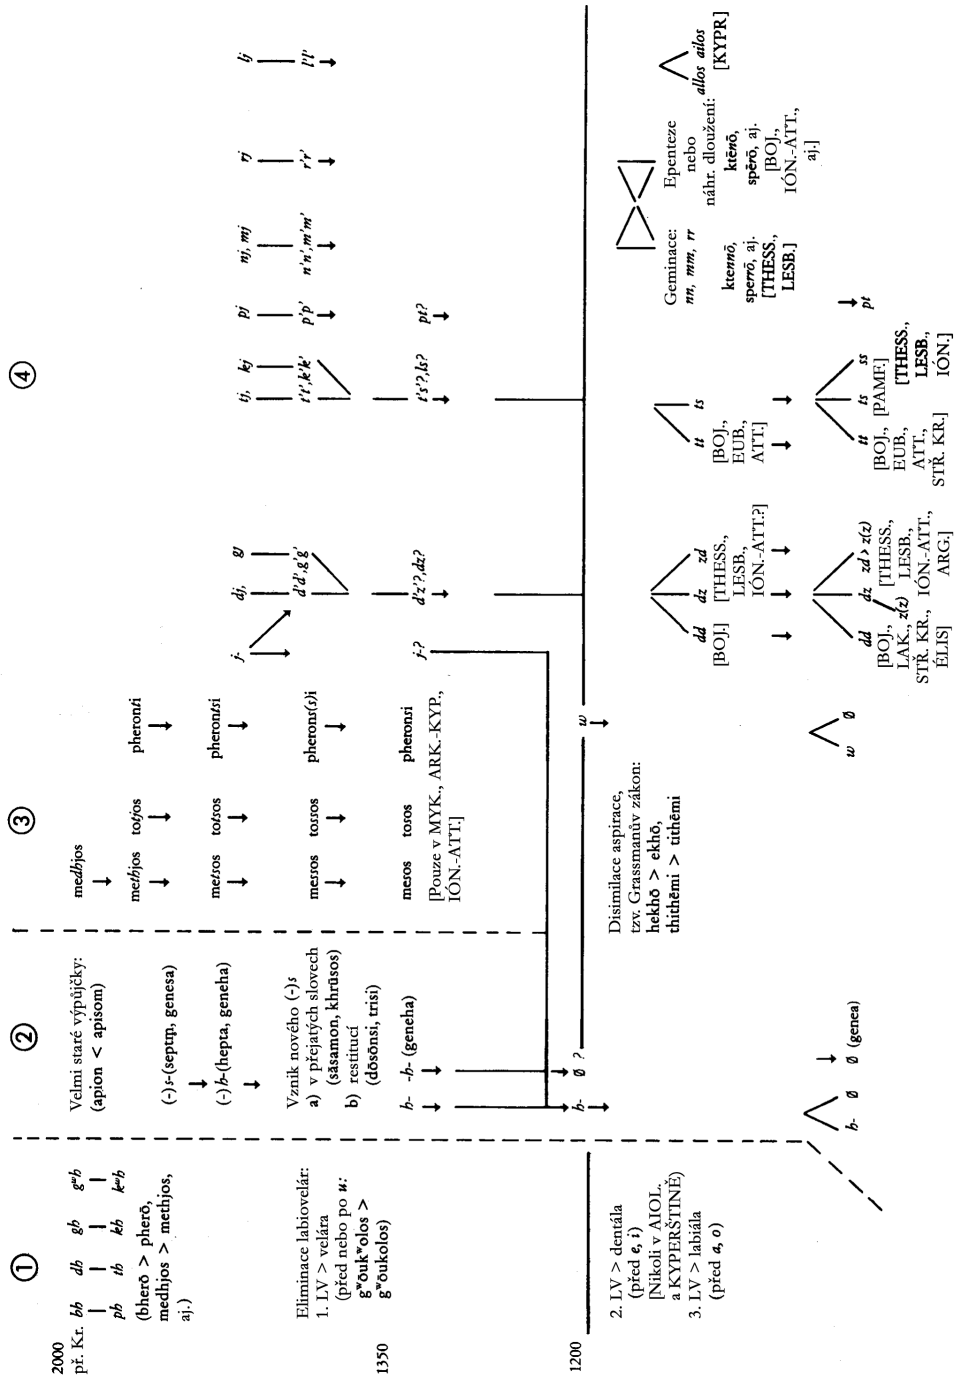 ①
②
③
④
2000
př. Kr.
1350
1200
bh dh gh gʷh
ph th kh kʷh
(bherō > pherō,
medhjos > methjos,
aj.)
Eliminace labiovelár:
1. LV > velára
(před nebo po u:
gʷōukʷolos >
gʷōukolos)
2. LV > dentála
(před e, i)
[Nikoli v AIOL.
a KYPERŠTINĚ]
3. LV > labiála
(před a, o)
Velmi staré výpůjčky:
(apion < apisom)
(-)s-(septm̥, genesa)
(-)h-(hepta, geneha)
Vznik nového (-)s
a) v přejatých slovech
(sāsamon, khrūsos)
b) restitucí
(dōsōnsi, trisi)
h- -h- (geneha)
h- ø ?
h- ø ø (genea)
medhjos
methjos totjos pheronti
metsos totsos pherontsi
messos tossos pherons(s)i
mesos tosos pheronsi
[Pouze v MYK., ARK.-KYP.,
IÓN.-ATT.]
Disimilace aspirace,
tzv. Grassmanův zákon:
hekhō > ekhō,
thithēmi > tithēmi
w
w ø
j- dj, gj
d'd',g'g'
j-? d'z'?,dz?
dd dz zd
[BOJ.] [THESS.,
LESB.,
IÓN.-ATT.?]
dd dz zd > z(z)
z(z)
[BOJ.,
LAK.,
STŘ. KR.,
ÉLIS]
[THESS.,
LESB.,
IÓN.-ATT.,
ARG.]
tj, kj pj nj, mj rj lj
t't',k'k' p'p' n'n',m'm' r'r' l'l'
t's'?,ts? pt?
tt ts
[BOJ.,
EUB.,
ATT.]
tt ts ss pt
[BOJ.,
EUB.,
ATT.,
STŘ. KR.]
[PAMF.]
[THESS.,
LESB.,
IÓN.]
Geminace:
nn, mm, rr
ktennō,
sperrō, aj.
[THESS.,
LESB.]
Epenteze
nebo
náhr. dloužení:
ktēnō,
spērō, aj.
[BOJ.,
IÓN.-ATT.,
aj.]
allos ailos
[KYPR]